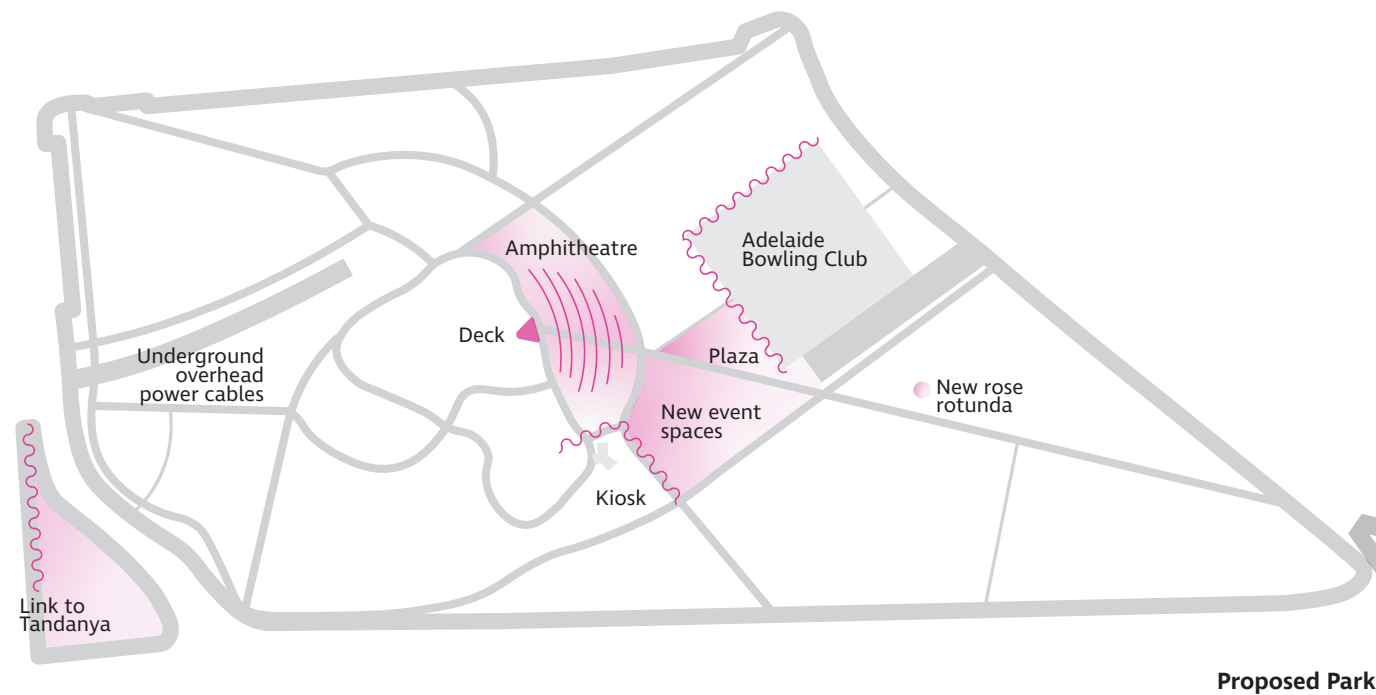 Amphitheatre
Adelaide
Bowling Club
Deck
Plaza
Underground
overhead
power cables
New rose
rotunda
New event
spaces
Kiosk
Link to
Tandanya
Proposed Park